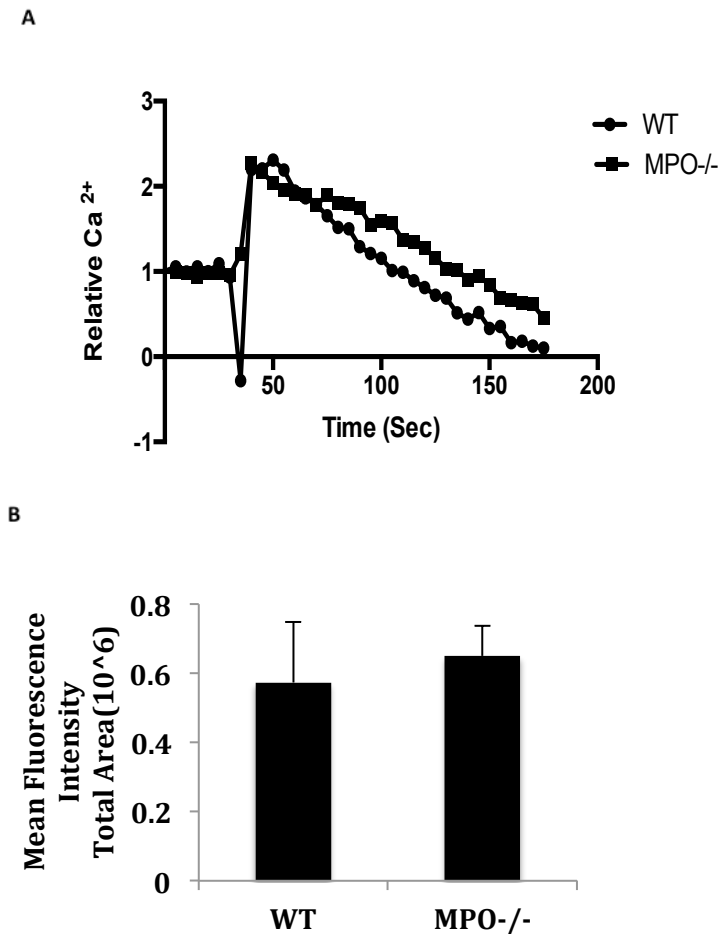 A
3
2
1
0
-1
Relative Ca 2+
50
100
150
200
Time (Sec)
WT
MPO-/-
B
0.8
0.6
0.4
0.2
0
Mean Fluorescence
Intensity
Total Area(10^6)
WT
MPO-/-